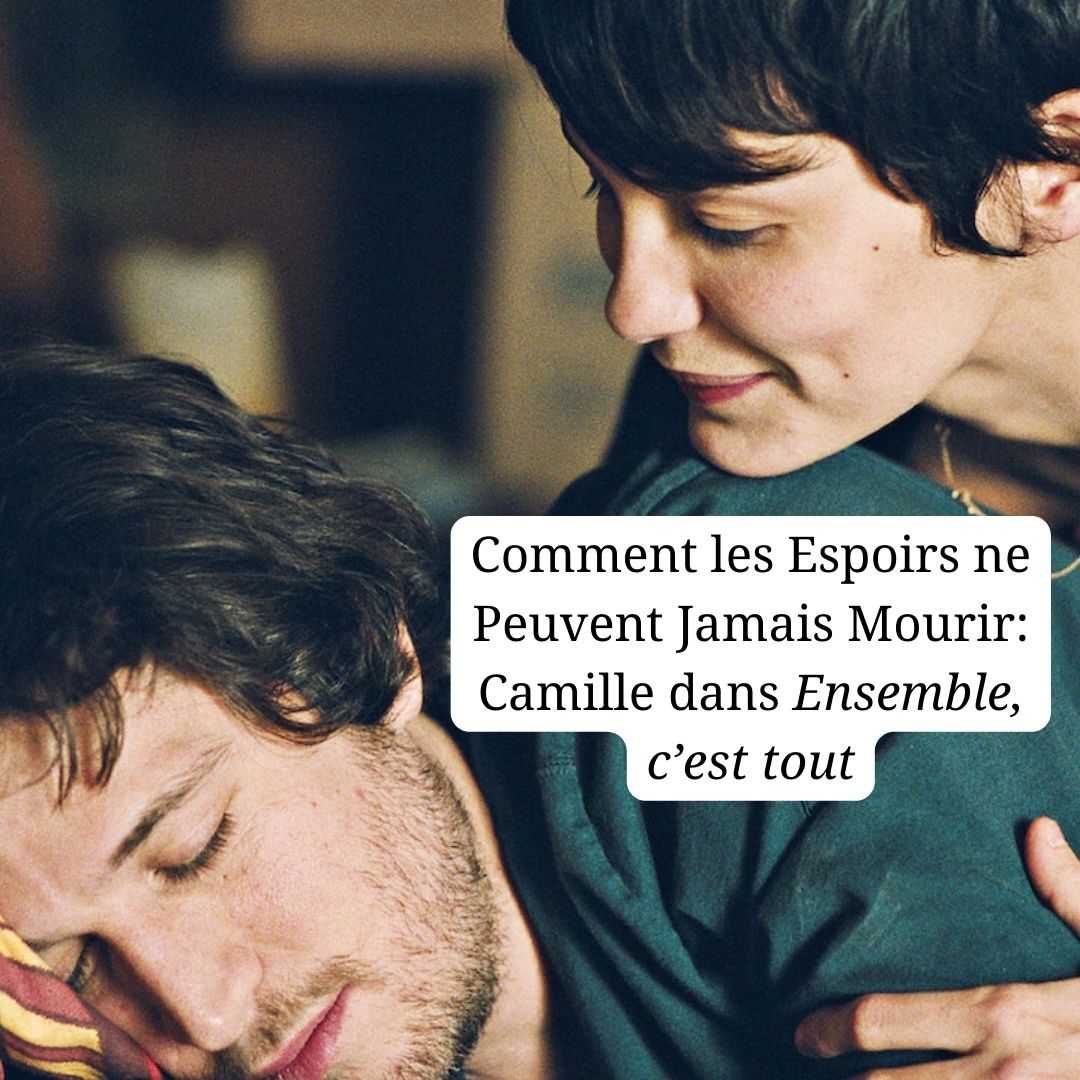 Comment les Espoirs ne
Peuvent Jamais Mourir:
Camille dans Ensemble,
c’est tout